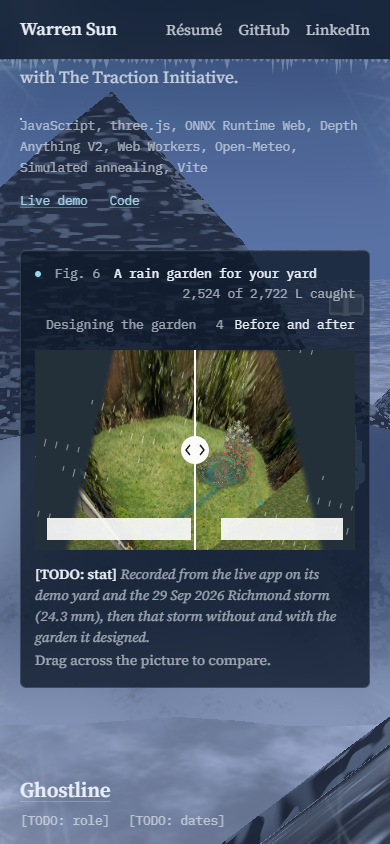 Warren Sun Résumé GitHub LinkedIn
with The Traction Initiative.
JavaScript, three.js, ONNX Runtime Web, Depth
Anything V2, Web Workers, Open-Meteo,
Simulated annealing, Vite
Live demo Code
Fig. 6 A rain garden for your yard
2,524 of 2,722 L caught
Designing the garden 4 Before and after
[TODO: stat] Recorded from the live app on its
demo yard and the 29 Sep 2026 Richmond storm
(24.3 mm), then that storm without and with the
garden it designed.
Drag across the picture to compare.
Ghostline
[TODO: role] [TODO: dates]